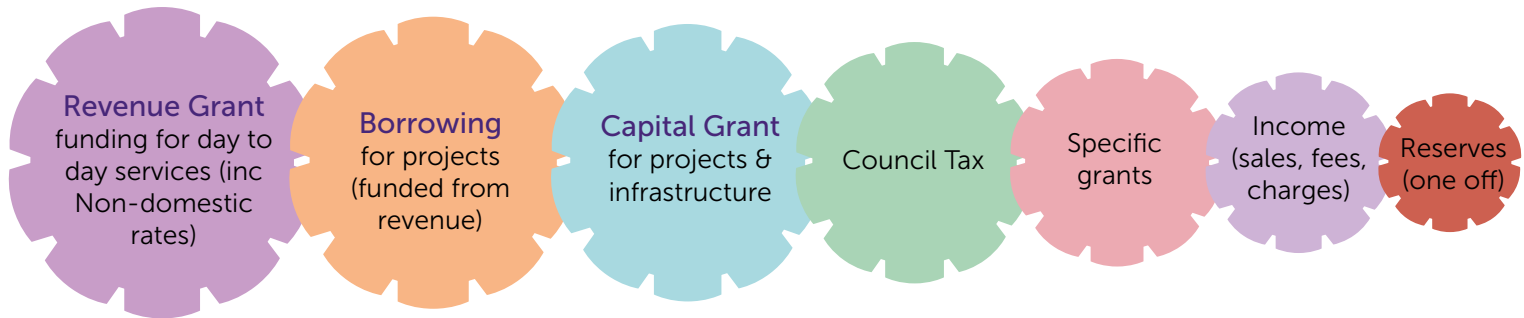 Revenue Grant
funding for day to
day services (inc
Non-domestic
rates)
Borrowing
for projects
(funded from
revenue)
Capital Grant
for projects &
infrastructure
Council Tax
Specific
grants
Income
(sales, fees,
charges)
Reserves
(one off)